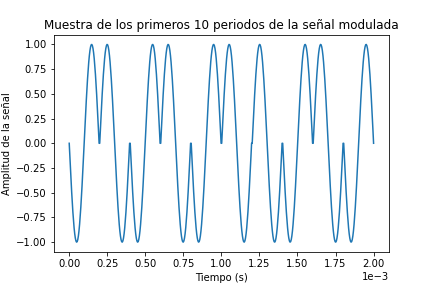 Muestra de los primeros 10 periodos de la señal modulada
1.00
0.75
0.50
0.25
0.00
−0.25
−0.50
−0.75
−1.00
Amplitud de la señal
0.00 0.25 0.50 0.75 1.00 1.25 1.50 1.75 2.00
Tiempo (s)
1e−3